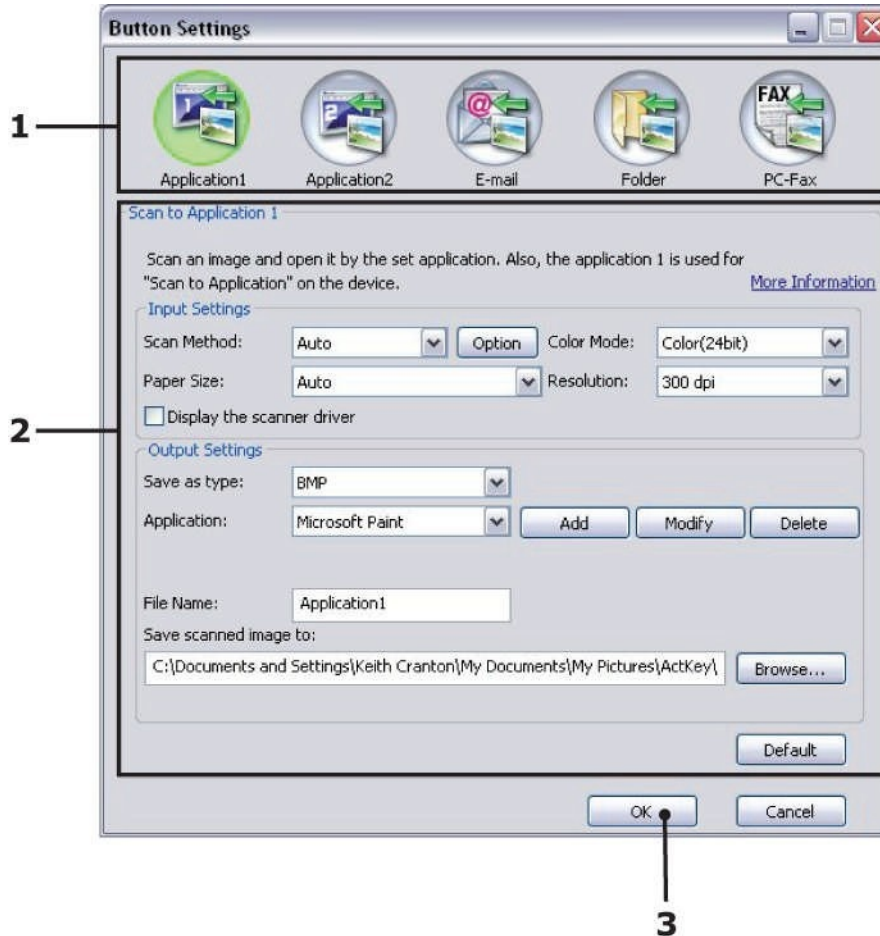 Button Settings
1
1
2
@
FAX
Application1 Application2 E-mail Folder PC-Fax
Scan to Application 1
Scan an image and open it by the set application. Also, the application 1 is used for
"Scan to Application" on the device.
More Information
Input Settings
Scan Method: Auto Option Color Mode: Color(24bit)
Paper Size: Auto Resolution: 300 dpi
Display the scanner driver
2
Output Settings
Save as type: BMP
Application: Microsoft Paint Add Modify Delete
File Name: Application1
Save scanned image to:
C:\Documents and Settings\Keith Cranton\My Documents\My Pictures\ActKey\ Browse...
Default
OK Cancel
3